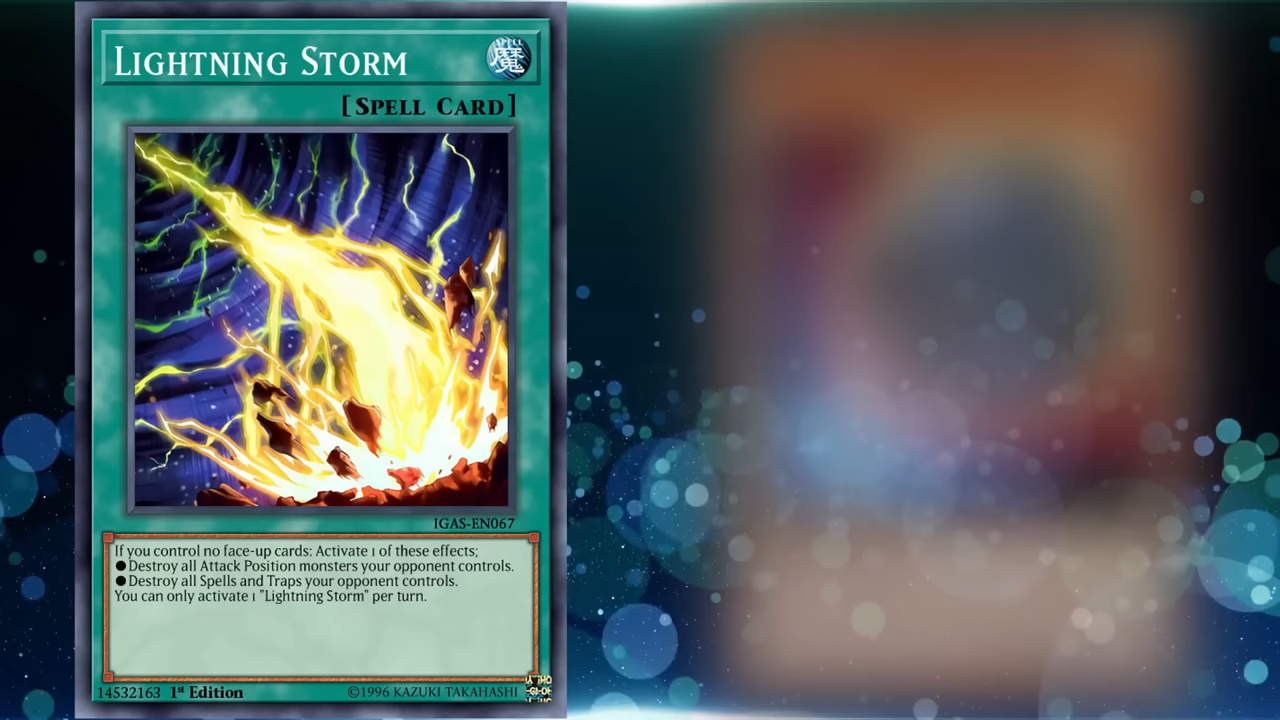 LIGHTNING STORM
SPELL
魔
[SPELL CARD]
IGAS-EN067
If you control no face-up cards: Activate 1 of these effects;
●Destroy all Attack Position monsters your opponent controls.
●Destroy all Spells and Traps your opponent controls.
You can only activate 1 "Lightning Storm" per turn.
14532163 1st Edition ©1996 KAZUKI TAKAHASHI